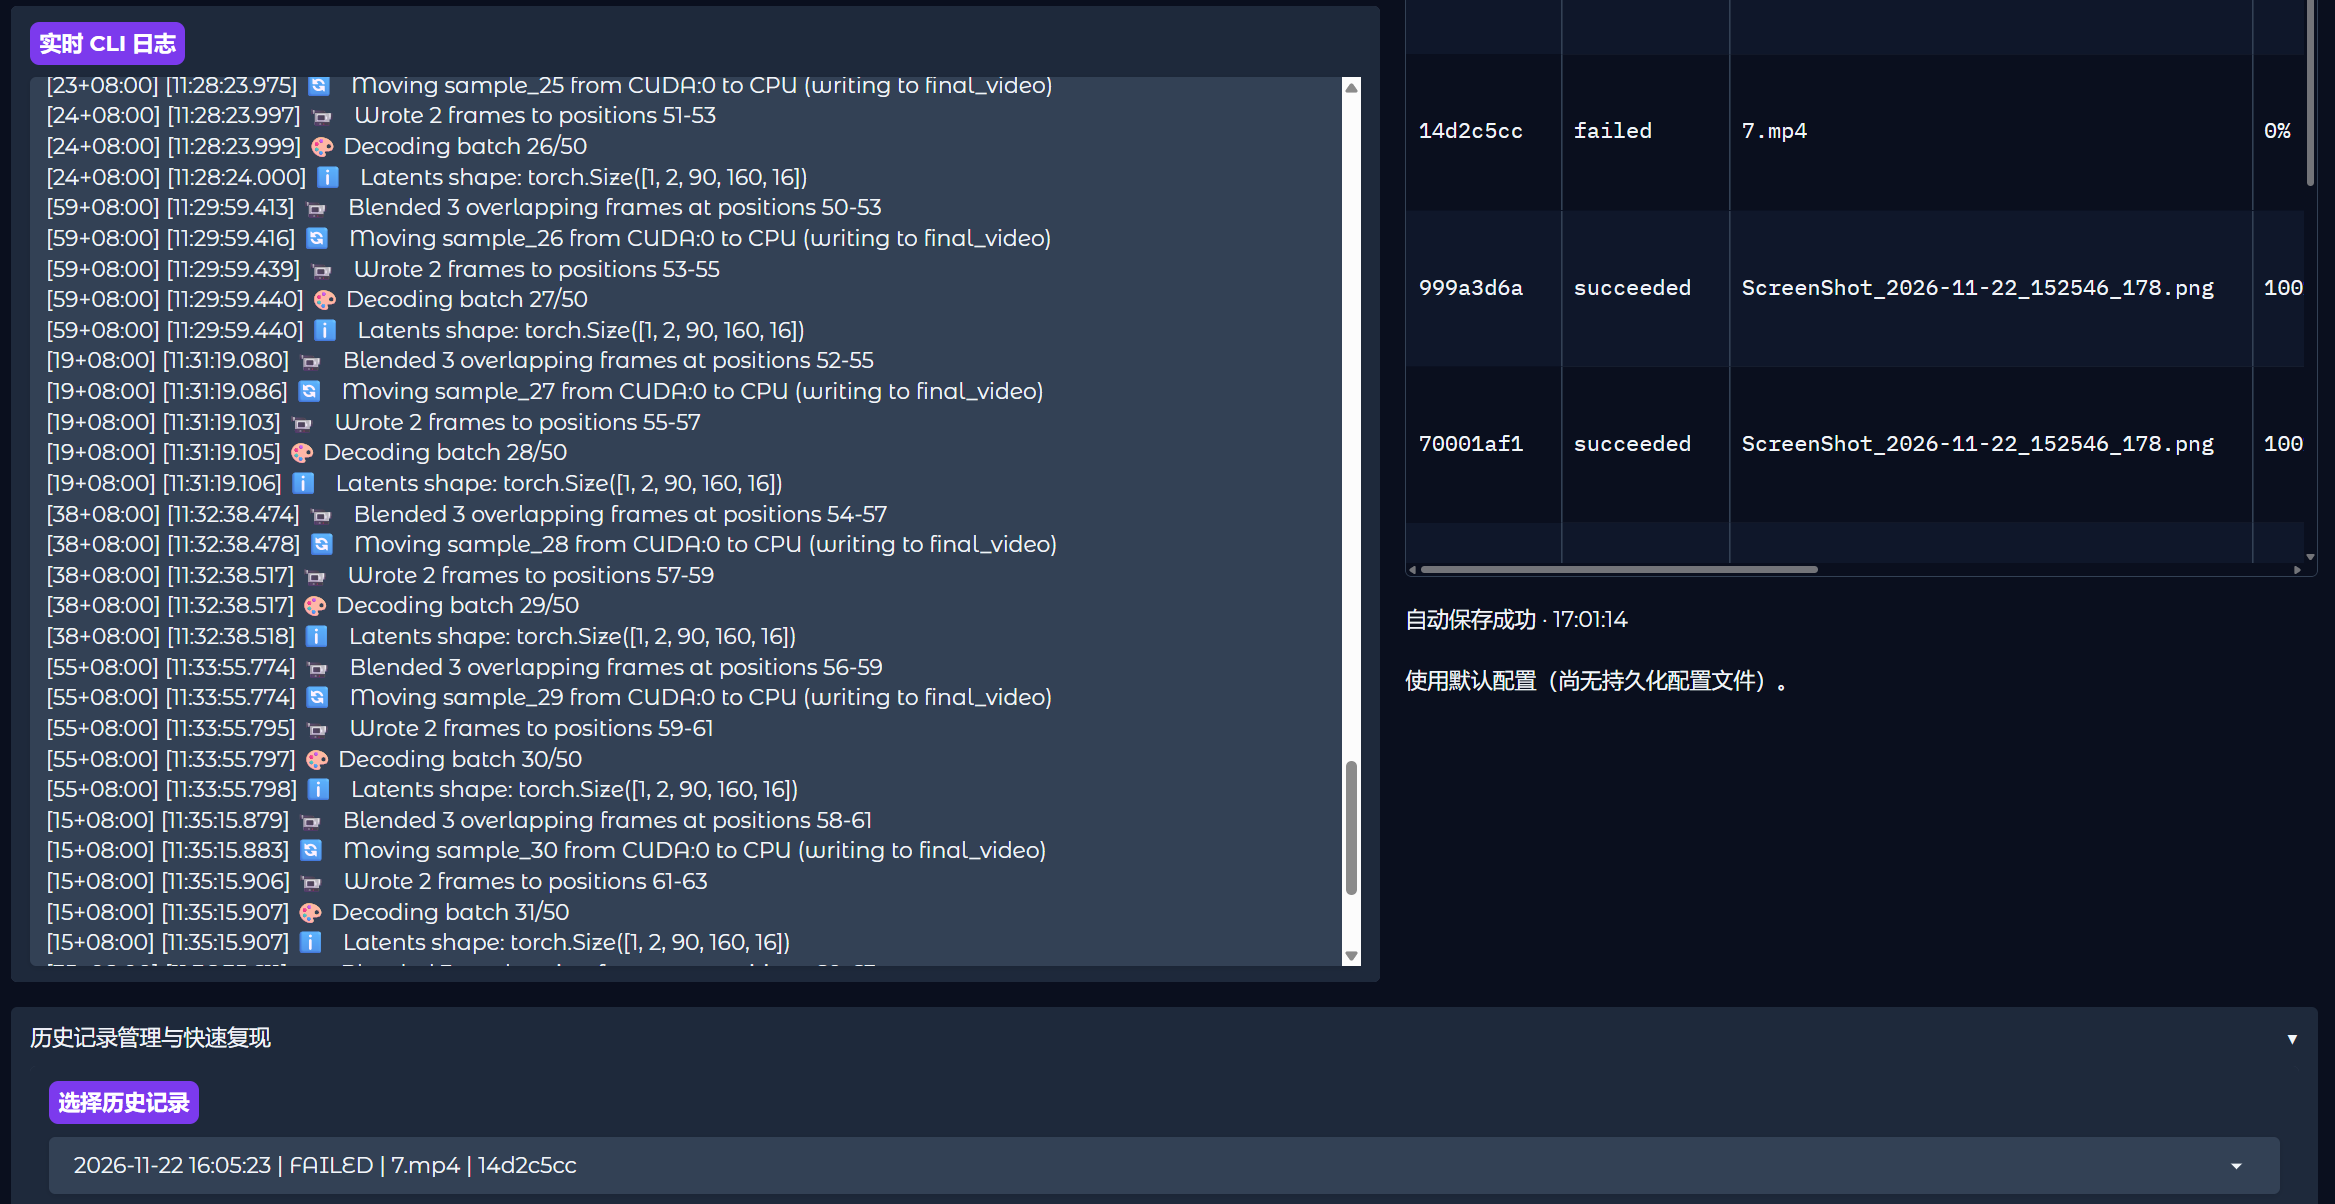 实时 CLI 日志
[23+08:00] [11:28:23.975] 🔄 Moving sample_25 from CUDA:0 to CPU (writing to final_video)
[24+08:00] [11:28:23.997] 📹 Wrote 2 frames to positions 51-53
[24+08:00] [11:28:23.999] 🎨 Decoding batch 26/50
[24+08:00] [11:28:24.000] ℹ️ Latents shape: torch.Size([1, 2, 90, 160, 16])
[59+08:00] [11:29:59.413] 📹 Blended 3 overlapping frames at positions 50-53
[59+08:00] [11:29:59.416] 🔄 Moving sample_26 from CUDA:0 to CPU (writing to final_video)
[59+08:00] [11:29:59.439] 📹 Wrote 2 frames to positions 53-55
[59+08:00] [11:29:59.440] 🎨 Decoding batch 27/50
[59+08:00] [11:29:59.440] ℹ️ Latents shape: torch.Size([1, 2, 90, 160, 16])
[19+08:00] [11:31:19.080] 📹 Blended 3 overlapping frames at positions 52-55
[19+08:00] [11:31:19.086] 🔄 Moving sample_27 from CUDA:0 to CPU (writing to final_video)
[19+08:00] [11:31:19.103] 📹 Wrote 2 frames to positions 55-57
[19+08:00] [11:31:19.105] 🎨 Decoding batch 28/50
[19+08:00] [11:31:19.106] ℹ️ Latents shape: torch.Size([1, 2, 90, 160, 16])
[38+08:00] [11:32:38.474] 📹 Blended 3 overlapping frames at positions 54-57
[38+08:00] [11:32:38.478] 🔄 Moving sample_28 from CUDA:0 to CPU (writing to final_video)
[38+08:00] [11:32:38.517] 📹 Wrote 2 frames to positions 57-59
[38+08:00] [11:32:38.517] 🎨 Decoding batch 29/50
[38+08:00] [11:32:38.518] ℹ️ Latents shape: torch.Size([1, 2, 90, 160, 16])
[55+08:00] [11:33:55.774] 📹 Blended 3 overlapping frames at positions 56-59
[55+08:00] [11:33:55.774] 🔄 Moving sample_29 from CUDA:0 to CPU (writing to final_video)
[55+08:00] [11:33:55.795] 📹 Wrote 2 frames to positions 59-61
[55+08:00] [11:33:55.797] 🎨 Decoding batch 30/50
[55+08:00] [11:33:55.798] ℹ️ Latents shape: torch.Size([1, 2, 90, 160, 16])
[15+08:00] [11:35:15.879] 📹 Blended 3 overlapping frames at positions 58-61
[15+08:00] [11:35:15.883] 🔄 Moving sample_30 from CUDA:0 to CPU (writing to final_video)
[15+08:00] [11:35:15.906] 📹 Wrote 2 frames to positions 61-63
[15+08:00] [11:35:15.907] 🎨 Decoding batch 31/50
[15+08:00] [11:35:15.907] ℹ️ Latents shape: torch.Size([1, 2, 90, 160, 16])
14d2c5cc failed 7.mp4 0%
999a3d6a succeeded ScreenShot_2026-11-22_152546_178.png 100
70001af1 succeeded ScreenShot_2026-11-22_152546_178.png 100
自动保存成功 · 17:01:14
使用默认配置（尚无持久化配置文件）。
历史记录管理与快速复现
选择历史记录
2026-11-22 16:05:23 | FAILED | 7.mp4 | 14d2c5cc